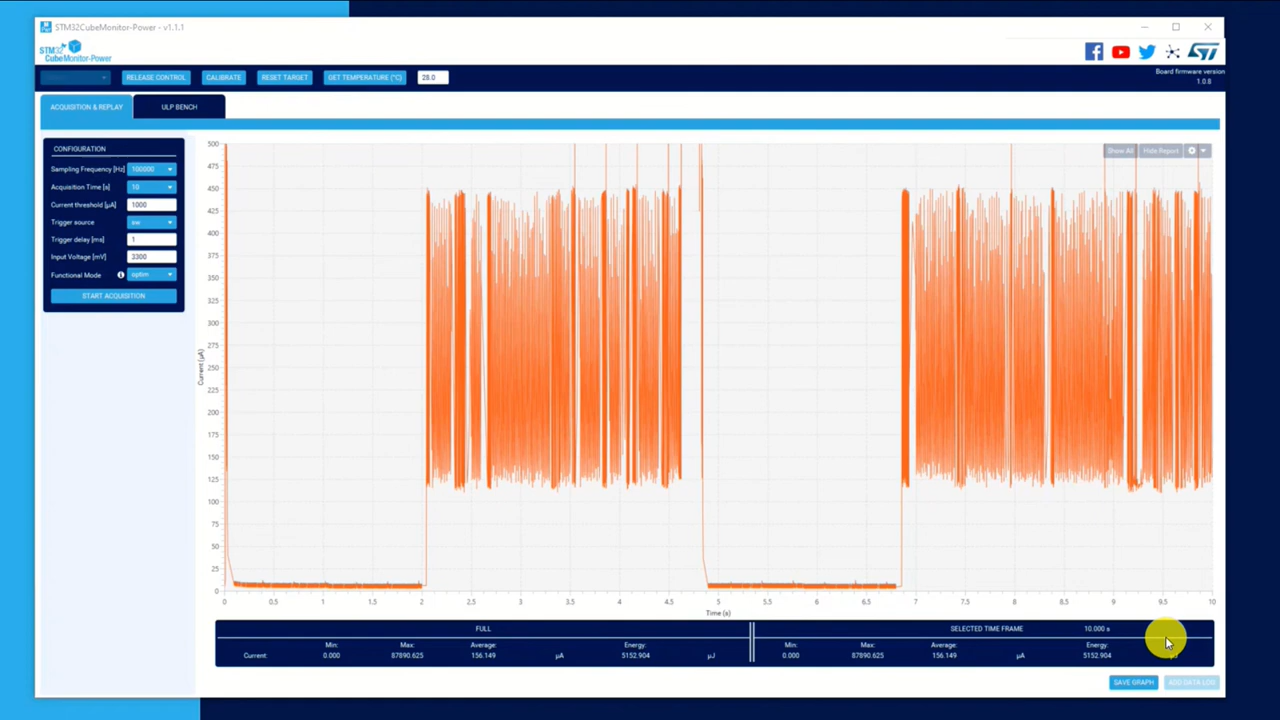 STM32CubeMonitor-Power - v1.1.1
STM32
CubeMonitor-Power
ST
Board firmware version
1.0.8
RELEASE CONTROL CALIBRATE RESET TARGET GET TEMPERATURE (°C) 28.0
ACQUISITION & REPLAY ULP BENCH
CONFIGURATION
Sampling Frequency [Hz] 100000
Acquisition Time [s] 10
Current threshold [µA] 1000
Trigger source sw
Trigger delay [ms] 1
Input Voltage [mV] 3300
Functional Mode optim
START ACQUISITION
Show All Hide Report
500
475
450
425
400
375
350
325
300
275
250
225
200
175
150
125
100
75
50
25
0
Current (µA)
0 0.5 1 1.5 2 2.5 3 3.5 4 4.5 5 5.5 6 6.5 7 7.5 8 8.5 9 9.5 10
Time (s)
FULL SELECTED TIME FRAME 10.000 s
Min: Max: Average: Energy: Min: Max: Average: Energy:
Current: 0.000 87890.625 156.149 µA 5152.904 µJ 0.000 87890.625 156.149 µA 5152.904 µJ
SAVE GRAPH ADD DATA LOG